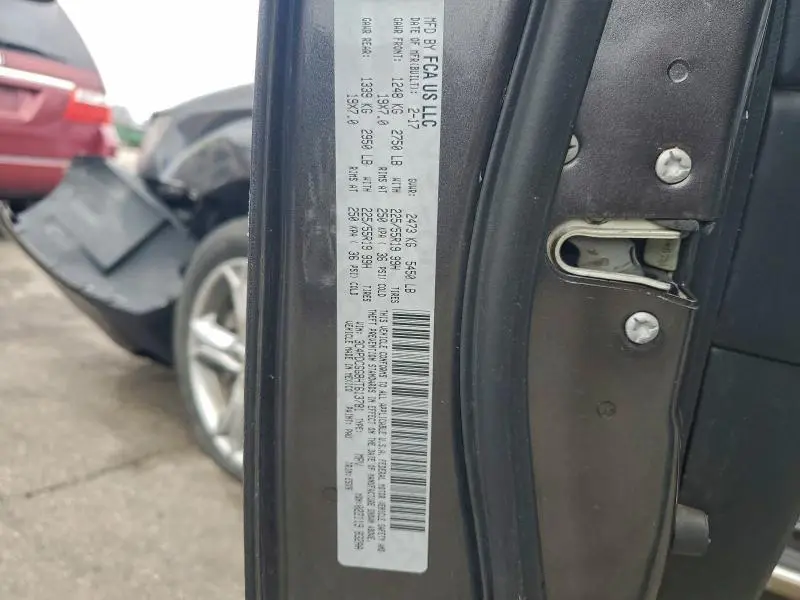 MFD BY FCA US LLC
DATE OF MFR(BUILT): 2-17 GVWR: 2473 KG 5450 LB
GAWR FRONT: 1248 KG 2750 LB WITH 225/55R19 99H TIRES
19X7.0 RIMS AT 250 KPA ( 36 PSI) COLD
GAWR REAR: 1339 KG 2950 LB WITH 225/55R19 99H TIRES
19X7.0 RIMS AT 250 KPA ( 36 PSI) COLD
THIS VEHICLE CONFORMS TO ALL APPLICABLE U.S.A. FEDERAL MOTOR VEHICLE SAFETY AND
THEFT PREVENTION STANDARDS IN EFFECT ON THE DATE OF MANUFACTURE SHOWN ABOVE.
VIN: TYPE: MPV
VEHICLE MADE IN MEXICO PAINT: TRIM: